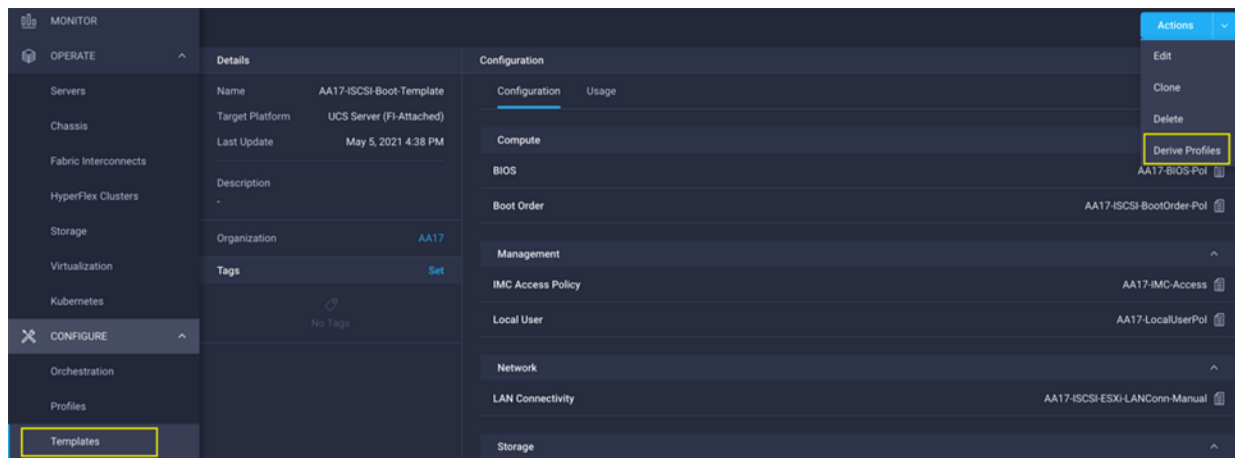 MONITOR
OPERATE
Servers
Chassis
Fabric Interconnects
HyperFlex Clusters
Storage
Virtualization
Kubernetes
CONFIGURE
Orchestration
Profiles
Templates
Details
Name AA17-ISCSI-Boot-Template
Target Platform UCS Server (FI-Attached)
Last Update May 5, 2021 4:38 PM
Description
-
Organization AA17
Tags Set
No Tags
Configuration
Configuration Usage
Compute
BIOS AA17-BIOS-Pol
Boot Order AA17-ISCSI-BootOrder-Pol
Management
IMC Access Policy AA17-IMC-Access
Local User AA17-LocalUserPol
Network
LAN Connectivity AA17-ISCSI-ESXi-LANConn-Manual
Storage
Actions
Edit
Clone
Delete
Derive Profiles